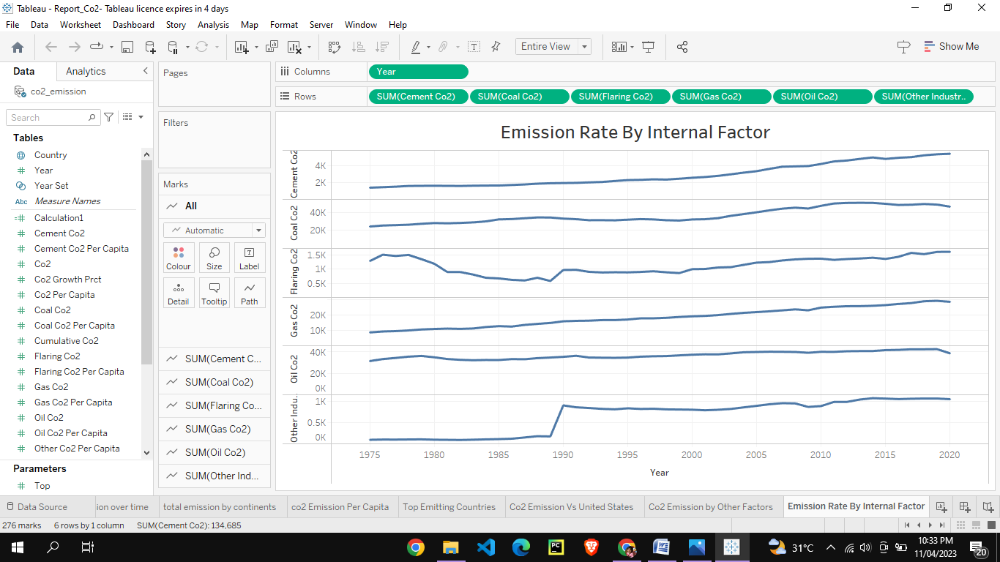 Tableau - Report_Co2- Tableau licence expires in 4 days
File Data Worksheet Dashboard Story Analysis Map Format Server Window Help
Entire View
Show Me
Data Analytics
co2_emission
Search
Tables
Country
Year
Year Set
Abc Measure Names
Calculation1
Cement Co2
Cement Co2 Per Capita
Co2
Co2 Growth Prct
Co2 Per Capita
Coal Co2
Coal Co2 Per Capita
Cumulative Co2
Flaring Co2
Flaring Co2 Per Capita
Gas Co2
Gas Co2 Per Capita
Oil Co2
Oil Co2 Per Capita
Other Co2 Per Capita
Parameters
Top
Pages
Filters
Marks
All
Automatic
Colour Size Label
Detail Tooltip Path
SUM(Cement C...
SUM(Coal Co2)
SUM(Flaring Co...
SUM(Gas Co2)
SUM(Oil Co2)
SUM(Other Ind...
Columns Year
Rows SUM(Cement Co2) SUM(Coal Co2) SUM(Flaring Co2) SUM(Gas Co2) SUM(Oil Co2) SUM(Other Industr..
Emission Rate By Internal Factor
Cement Co2
4K
2K
Coal Co2
40K
20K
Flaring Co2
1.5K
1K
0.5K
Gas Co2
20K
10K
Oil Co2
40K
20K
0K
Other Indu..
1K
0.5K
0K
1975 1980 1985 1990 1995 2000 2005 2010 2015 2020
Year
Data Source ion over time total emission by continents co2 Emission Per Capita Top Emitting Countries Co2 Emission Vs United States Co2 Emission by Other Factors Emission Rate By Internal Factor
276 marks 6 rows by 1 column SUM(Cement Co2): 134,685
PC
31°C
10:33 PM
11/04/2023
20